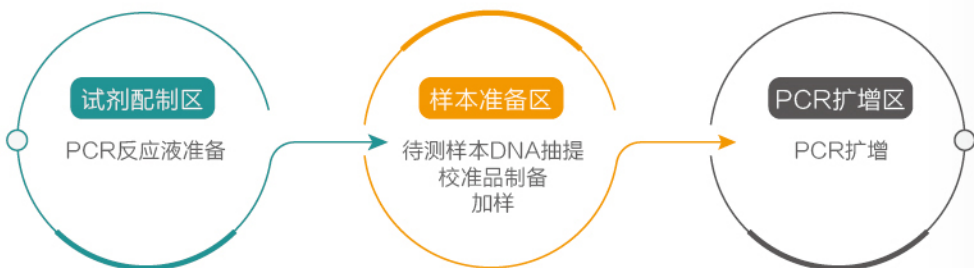 试剂配制区
PCR反应液准备
样本准备区
待测样本DNA抽提
校准品制备
加样
PCR扩增区
PCR扩增